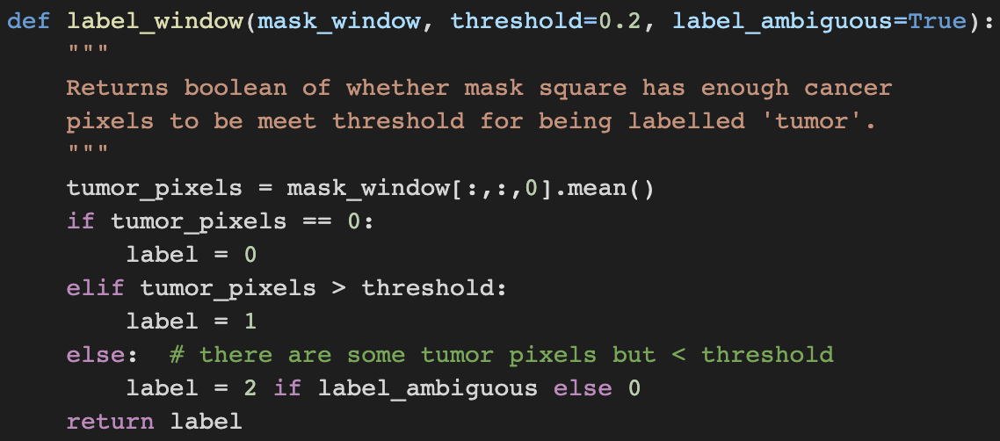 def label_window(mask_window, threshold=0.2, label_ambiguous=True):
    """
    Returns boolean of whether mask square has enough cancer
    pixels to be meet threshold for being labelled 'tumor'.
    """
    tumor_pixels = mask_window[:,:,0].mean()
    if tumor_pixels == 0:
        label = 0
    elif tumor_pixels > threshold:
        label = 1
    else:  # there are some tumor pixels but < threshold
        label = 2 if label_ambiguous else 0
    return label